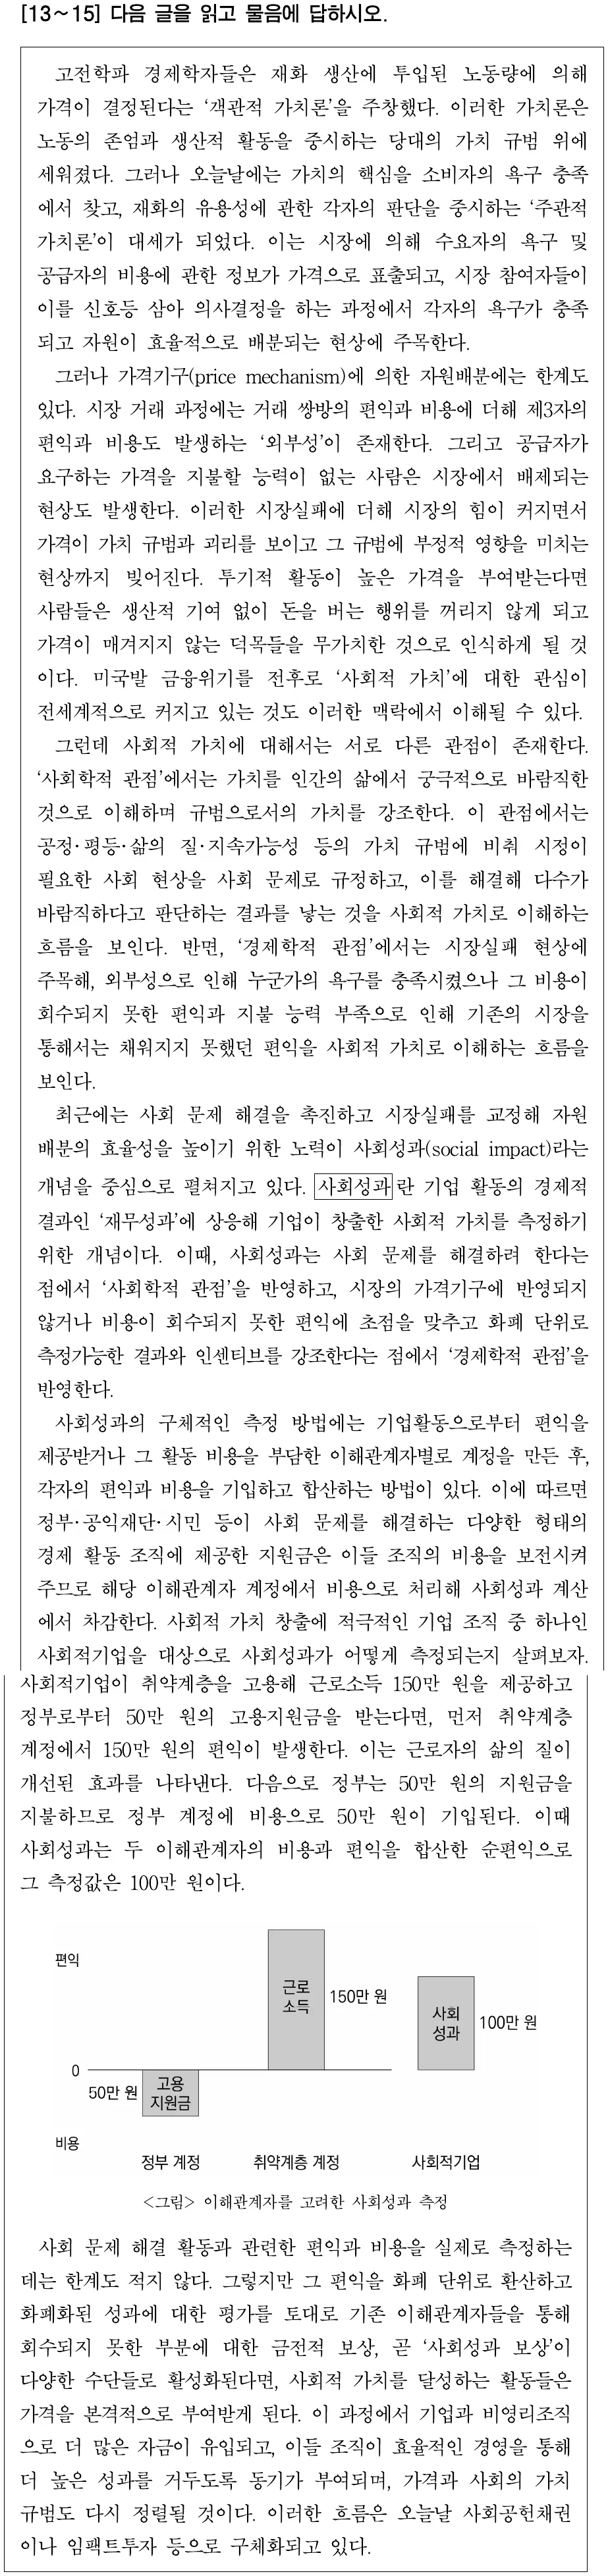 [13～15] 다음 글을 읽고 물음에 답하시오.
고전학파 경제학자들은 재화 생산에 투입된 노동량에 의해
가격이 결정된다는 ‘객관적 가치론’을 주창했다. 이러한 가치론은
노동의 존엄과 생산적 활동을 중시하는 당대의 가치 규범 위에
세워졌다. 그러나 오늘날에는 가치의 핵심을 소비자의 욕구 충족
에서 찾고, 재화의 유용성에 관한 각자의 판단을 중시하는 ‘주관적
가치론’이 대세가 되었다. 이는 시장에 의해 수요자의 욕구 및
공급자의 비용에 관한 정보가 가격으로 표출되고, 시장 참여자들이
이를 신호등 삼아 의사결정을 하는 과정에서 각자의 욕구가 충족
되고 자원이 효율적으로 배분되는 현상에 주목한다.
그러나 가격기구(price mechanism)에 의한 자원배분에는 한계도
있다. 시장 거래 과정에는 거래 쌍방의 편익과 비용에 더해 제3자의
편익과 비용도 발생하는 ‘외부성’이 존재한다. 그리고 공급자가
요구하는 가격을 지불할 능력이 없는 사람은 시장에서 배제되는
현상도 발생한다. 이러한 시장실패에 더해 시장의 힘이 커지면서
가격이 가치 규범과 괴리를 보이고 그 규범에 부정적 영향을 미치는
현상까지 빚어진다. 투기적 활동이 높은 가격을 부여받는다면
사람들은 생산적 기여 없이 돈을 버는 행위를 꺼리지 않게 되고
가격이 매겨지지 않는 덕목들을 무가치한 것으로 인식하게 될 것
이다. 미국발 금융위기를 전후로 ‘사회적 가치’에 대한 관심이
전세계적으로 커지고 있는 것도 이러한 맥락에서 이해될 수 있다.
그런데 사회적 가치에 대해서는 서로 다른 관점이 존재한다.
‘사회학적 관점’에서는 가치를 인간의 삶에서 궁극적으로 바람직한
것으로 이해하며 규범으로서의 가치를 강조한다. 이 관점에서는
공정·평등·삶의 질·지속가능성 등의 가치 규범에 비춰 시정이
필요한 사회 현상을 사회 문제로 규정하고, 이를 해결해 다수가
바람직하다고 판단하는 결과를 낳는 것을 사회적 가치로 이해하는
흐름을 보인다. 반면, ‘경제학적 관점’에서는 시장실패 현상에
주목해, 외부성으로 인해 누군가의 욕구를 충족시켰으나 그 비용이
회수되지 못한 편익과 지불 능력 부족으로 인해 기존의 시장을
통해서는 채워지지 못했던 편익을 사회적 가치로 이해하는 흐름을
보인다.
최근에는 사회 문제 해결을 촉진하고 시장실패를 교정해 자원
배분의 효율성을 높이기 위한 노력이 사회성과(social impact)라는
개념을 중심으로 펼쳐지고 있다. 사회성과란 기업 활동의 경제적
결과인 ‘재무성과’에 상응해 기업이 창출한 사회적 가치를 측정하기
위한 개념이다. 이때, 사회성과는 사회 문제를 해결하려 한다는
점에서 ‘사회학적 관점’을 반영하고, 시장의 가격기구에 반영되지
않거나 비용이 회수되지 못한 편익에 초점을 맞추고 화폐 단위로
측정가능한 결과와 인센티브를 강조한다는 점에서 ‘경제학적 관점’을
반영한다.
사회성과의 구체적인 측정 방법에는 기업활동으로부터 편익을
제공받거나 그 활동 비용을 부담한 이해관계자별로 계정을 만든 후,
각자의 편익과 비용을 기입하고 합산하는 방법이 있다. 이에 따르면
정부·공익재단·시민 등이 사회 문제를 해결하는 다양한 형태의
경제 활동 조직에 제공한 지원금은 이들 조직의 비용을 보전시켜
주므로 해당 이해관계자 계정에서 비용으로 처리해 사회성과 계산
에서 차감한다. 사회적 가치 창출에 적극적인 기업 조직 중 하나인
사회적기업을 대상으로 사회성과가 어떻게 측정되는지 살펴보자.
사회적기업이 취약계층을 고용해 근로소득 150만 원을 제공하고
정부로부터 50만 원의 고용지원금을 받는다면, 먼저 취약계층
계정에서 150만 원의 편익이 발생한다. 이는 근로자의 삶의 질이
개선된 효과를 나타낸다. 다음으로 정부는 50만 원의 지원금을
지불하므로 정부 계정에 비용으로 50만 원이 기입된다. 이때
사회성과는 두 이해관계자의 비용과 편익을 합산한 순편익으로
그 측정값은 100만 원이다.
편익
근로
소득
150만 원
사회
성과
100만 원
0
50만 원
고용
지원금
비용
정부 계정 취약계층 계정 사회적기업
<그림> 이해관계자를 고려한 사회성과 측정
사회 문제 해결 활동과 관련한 편익과 비용을 실제로 측정하는
데는 한계도 적지 않다. 그렇지만 그 편익을 화폐 단위로 환산하고
화폐화된 성과에 대한 평가를 토대로 기존 이해관계자들을 통해
회수되지 못한 부분에 대한 금전적 보상, 곧 ‘사회성과 보상’이
다양한 수단들로 활성화된다면, 사회적 가치를 달성하는 활동들은
가격을 본격적으로 부여받게 된다. 이 과정에서 기업과 비영리조직
으로 더 많은 자금이 유입되고, 이들 조직이 효율적인 경영을 통해
더 높은 성과를 거두도록 동기가 부여되며, 가격과 사회의 가치
규범도 다시 정렬될 것이다. 이러한 흐름은 오늘날 사회공헌채권
이나 임팩트투자 등으로 구체화되고 있다.